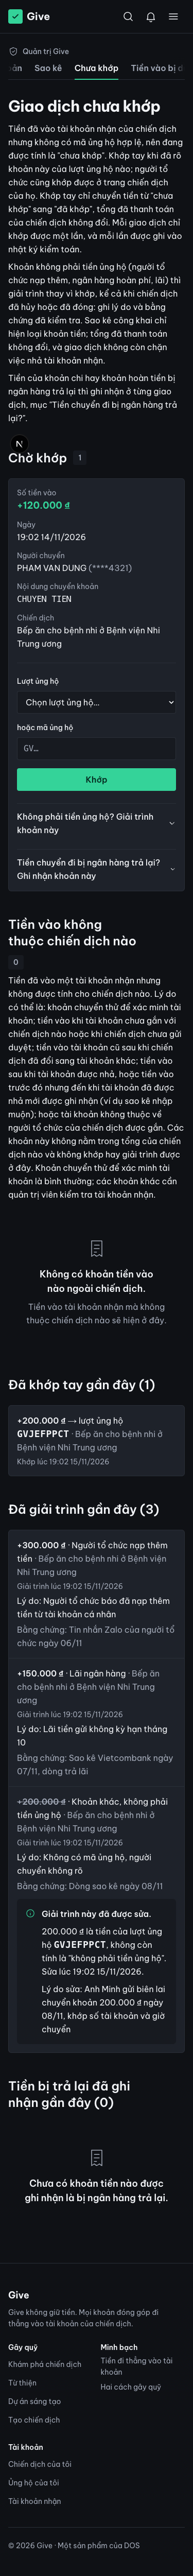 Give
Quản trị Give
Sao kê Chưa khớp Tiền vào bị
Giao dịch chưa khớp
Tiền đã vào tài khoản nhận của chiến dịch
nhưng không có mã ủng hộ hợp lệ, nên đang
được tính là "chưa khớp". Khớp tay khi đã rõ
khoản này của lượt ủng hộ nào; người tổ
chức cũng khớp được ở trang chiến dịch
của họ. Khớp tay chỉ chuyển tiền từ "chưa
khớp" sang "đã khớp", tổng đã thanh toán
của chiến dịch không đổi. Mỗi giao dịch chỉ
khớp được một lần, và mỗi lần được ghi vào
nhật ký kiểm toán.
Khoản không phải tiền ủng hộ (người tổ
chức nạp thêm, ngân hàng hoàn phí, lãi) thì
giải trình thay vì khớp, kể cả khi chiến dịch
đã hủy hoặc đã đóng: ghi lý do và bằng
chứng đã kiểm tra. Sao kê công khai chỉ
hiện loại khoản tiền; tổng đã thanh toán
không đổi, và giao dịch không còn chặn
việc nhả tài khoản nhận.
Tiền của khoản chi hay khoản hoàn tiền bị
ngân hàng trả lại thì ghi nhận ở từng giao
dịch, mục "Tiền chuyển đi bị ngân hàng trả
lại?".
N
Chờ khớp 1
Số tiền vào
+120.000 ₫
Ngày
19:02 14/11/2026
Người chuyển
PHAM VAN DUNG (****4321)
Nội dung chuyển khoản
CHUYEN TIEN
Chiến dịch
Bếp ăn cho bệnh nhi ở Bệnh viện Nhi
Trung ương
Lượt ủng hộ
Chọn lượt ủng hộ…
hoặc mã ủng hộ
GV…
Khớp
Không phải tiền ủng hộ? Giải trình
khoản này
Tiền chuyển đi bị ngân hàng trả lại?
Ghi nhận khoản này
Tiền vào không
thuộc chiến dịch nào
0
Tiền đã vào một tài khoản nhận nhưng
không được tính cho chiến dịch nào. Lý do
có thể là: khoản chuyển thử để xác minh tài
khoản; tiền vào khi tài khoản chưa gắn với
chiến dịch nào hoặc khi chiến dịch chưa gửi
duyệt; tiền vào tài khoản cũ sau khi chiến
dịch đã đổi sang tài khoản khác; tiền vào
sau khi tài khoản được nhả, hoặc tiền vào
trước đó nhưng đến khi tài khoản đã được
nhả mới được ghi nhận (ví dụ sao kê nhập
muộn); hoặc tài khoản không thuộc về
người tổ chức của chiến dịch được gắn. Các
khoản này không nằm trong tổng của chiến
dịch nào và không khớp hay giải trình được
ở đây. Khoản chuyển thử để xác minh tài
khoản là bình thường; các khoản khác cần
quản trị viên kiểm tra tài khoản nhận.
Không có khoản tiền vào
nào ngoài chiến dịch.
Tiền vào tài khoản nhận mà không
thuộc chiến dịch nào sẽ hiện ở đây.
Đã khớp tay gần đây (1)
+200.000 ₫ → lượt ủng hộ
GVJEFPPCT · Bếp ăn cho bệnh nhi ở
Bệnh viện Nhi Trung ương
Khớp lúc 19:02 15/11/2026
Đã giải trình gần đây (3)
+300.000 ₫ · Người tổ chức nạp thêm
tiền · Bếp ăn cho bệnh nhi ở Bệnh viện
Nhi Trung ương
Giải trình lúc 19:02 15/11/2026
Lý do: Người tổ chức báo đã nạp thêm
tiền từ tài khoản cá nhân
Bằng chứng: Tin nhắn Zalo của người tổ
chức ngày 06/11
+150.000 ₫ · Lãi ngân hàng · Bếp ăn
cho bệnh nhi ở Bệnh viện Nhi Trung
ương
Giải trình lúc 19:02 15/11/2026
Lý do: Lãi tiền gửi không kỳ hạn tháng
10
Bằng chứng: Sao kê Vietcombank ngày
07/11, dòng trả lãi
+200.000 ₫ · Khoản khác, không phải
tiền ủng hộ · Bếp ăn cho bệnh nhi ở
Bệnh viện Nhi Trung ương
Giải trình lúc 19:02 15/11/2026
Lý do: Không có mã ủng hộ, người
chuyển không rõ
Bằng chứng: Dòng sao kê ngày 08/11
Giải trình này đã được sửa.
200.000 ₫ là tiền của lượt ủng
hộ GVJEFPPCT, không còn
tính là "không phải tiền ủng hộ".
Sửa lúc 19:02 15/11/2026.
Lý do sửa: Anh Minh gửi biên lai
chuyển khoản 200.000 ₫ ngày
08/11, khớp số tài khoản và giờ
chuyển
Tiền bị trả lại đã ghi
nhận gần đây (0)
Chưa có khoản tiền nào được
ghi nhận là bị ngân hàng trả lại.
Give
Give không giữ tiền. Mọi khoản đóng góp đi
thẳng vào tài khoản của chiến dịch.
Gây quỹ
Khám phá chiến dịch
Từ thiện
Dự án sáng tạo
Tạo chiến dịch
Minh bạch
Tiền đi thẳng vào tài
khoản
Hai cách gây quỹ
Tài khoản
Chiến dịch của tôi
Ủng hộ của tôi
Tài khoản nhận
© 2026 Give · Một sản phẩm của DOS